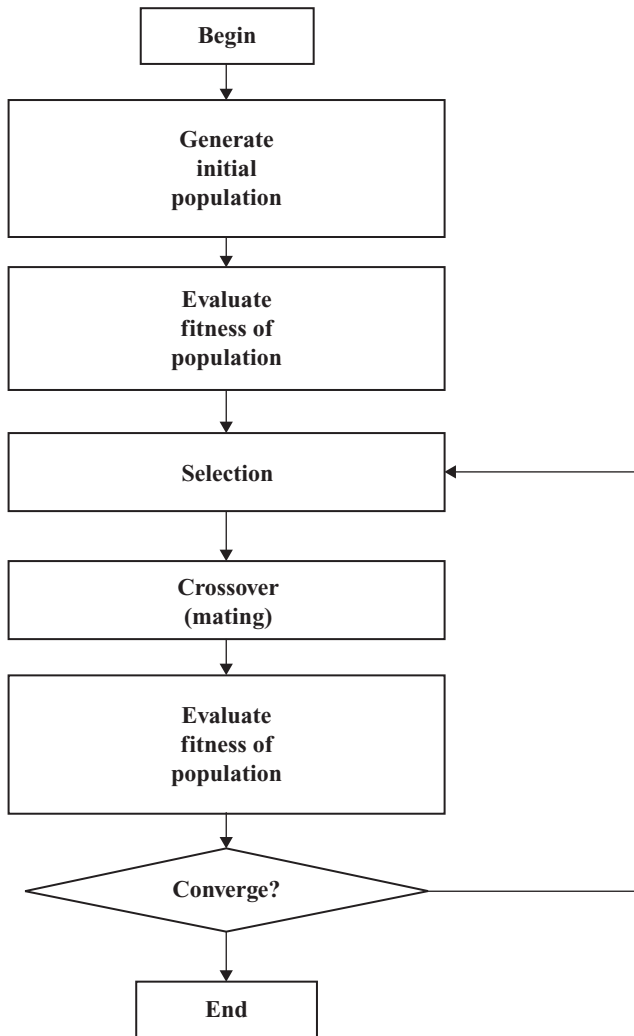 Begin
Generate
initial
population
Evaluate
fitness of
population
Selection
Crossover
(mating)
Evaluate
fitness of
population
Converge?
End